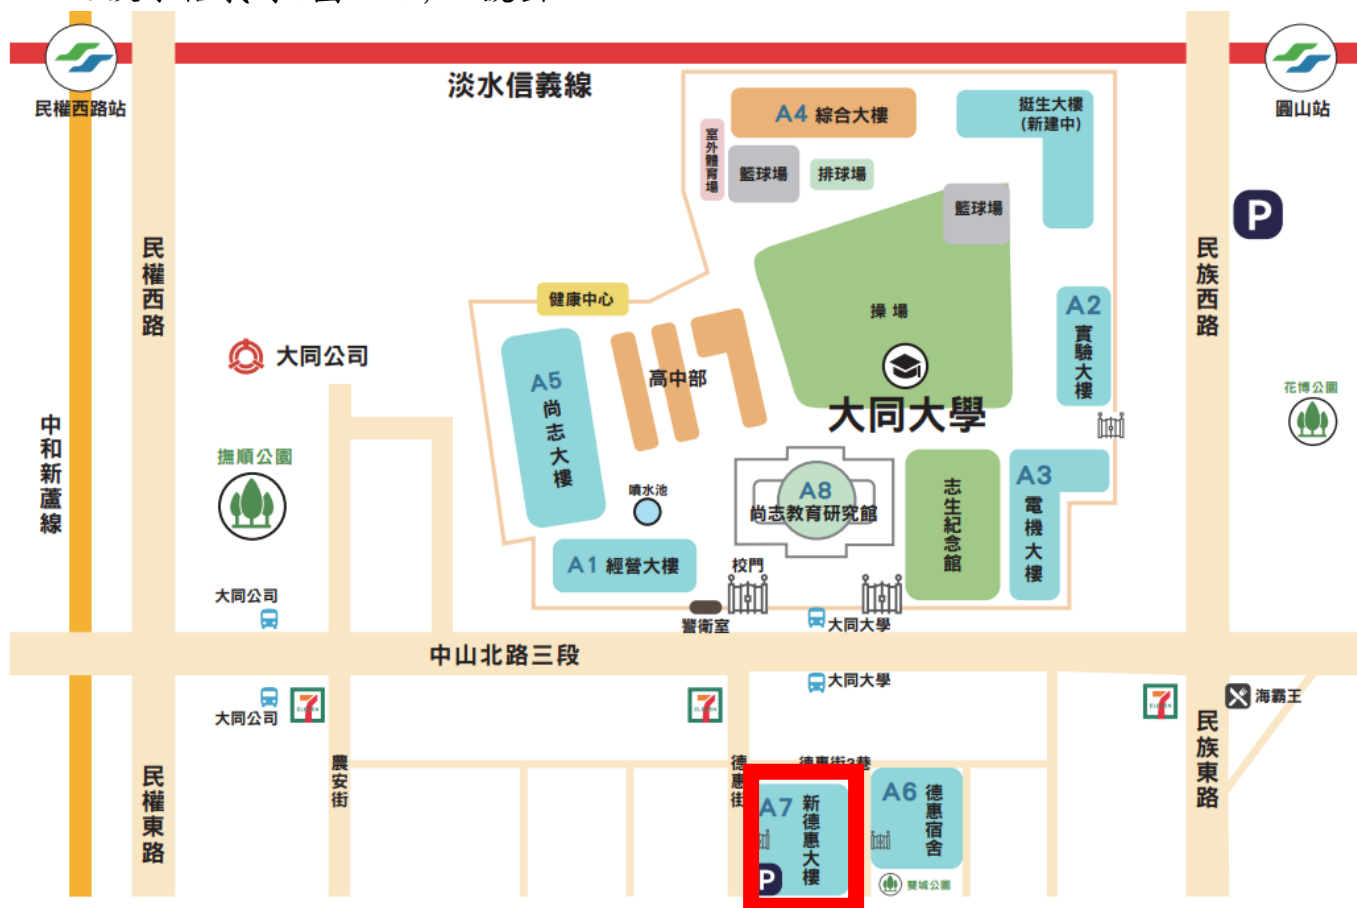 民權西路站
淡水信義線
圓山站
A4 綜合大樓
挺生大樓
(新建中)
室外體育場
籃球場
排球場
籃球場
P
民權西路
民族西路
健康中心
操場
A2
實驗大樓
大同公司
高中部
A5
尚志大樓
大同大學
花博公園
中和新蘆線
撫順公園
噴水池
A8
尚志教育研究館
志生紀念館
A3
電機大樓
A1 經營大樓
校門
大同公司
警衛室
大同大學
中山北路三段
大同大學
大同公司
7
ELEVEN
7
ELEVEN
7
ELEVEN
海霸王
民權東路
農安街
德惠街
民族東路
A7
新德惠大樓
P
A6
德惠宿舍
雙城公園